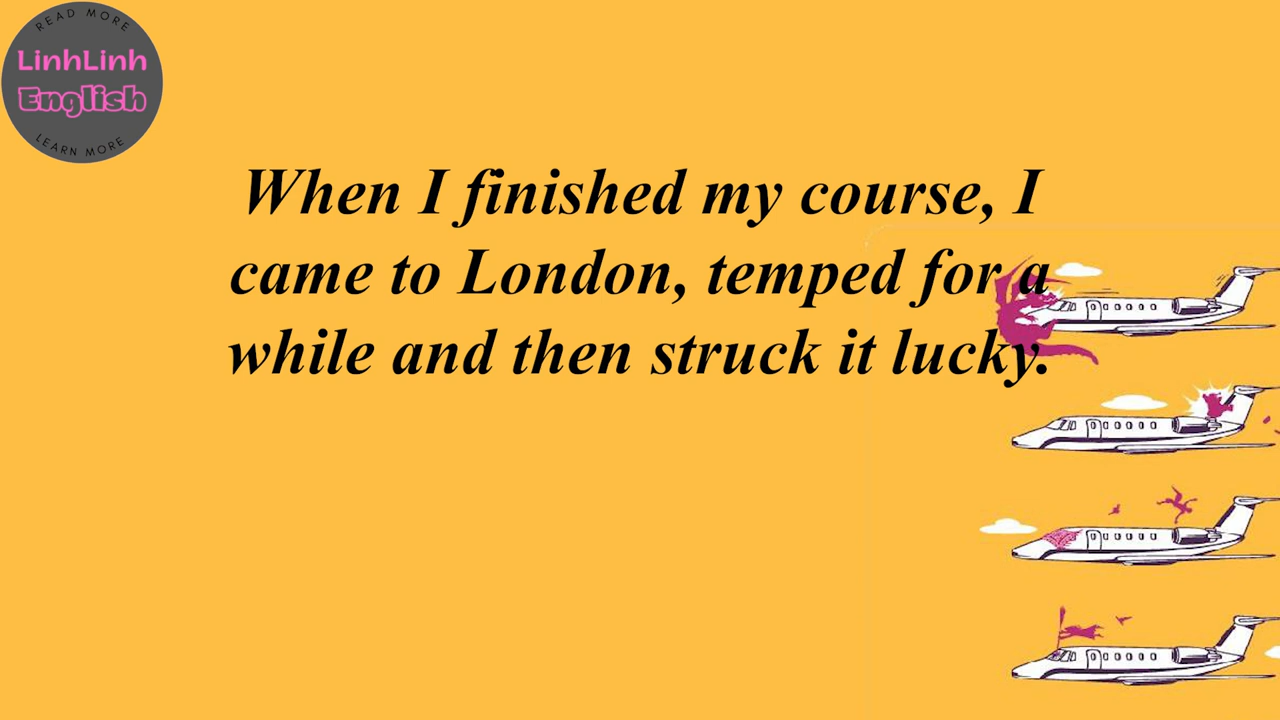 READ MORE
LinhLinh
English
LEARN MORE
When I finished my course, I
came to London, temped for a
while and then struck it lucky.